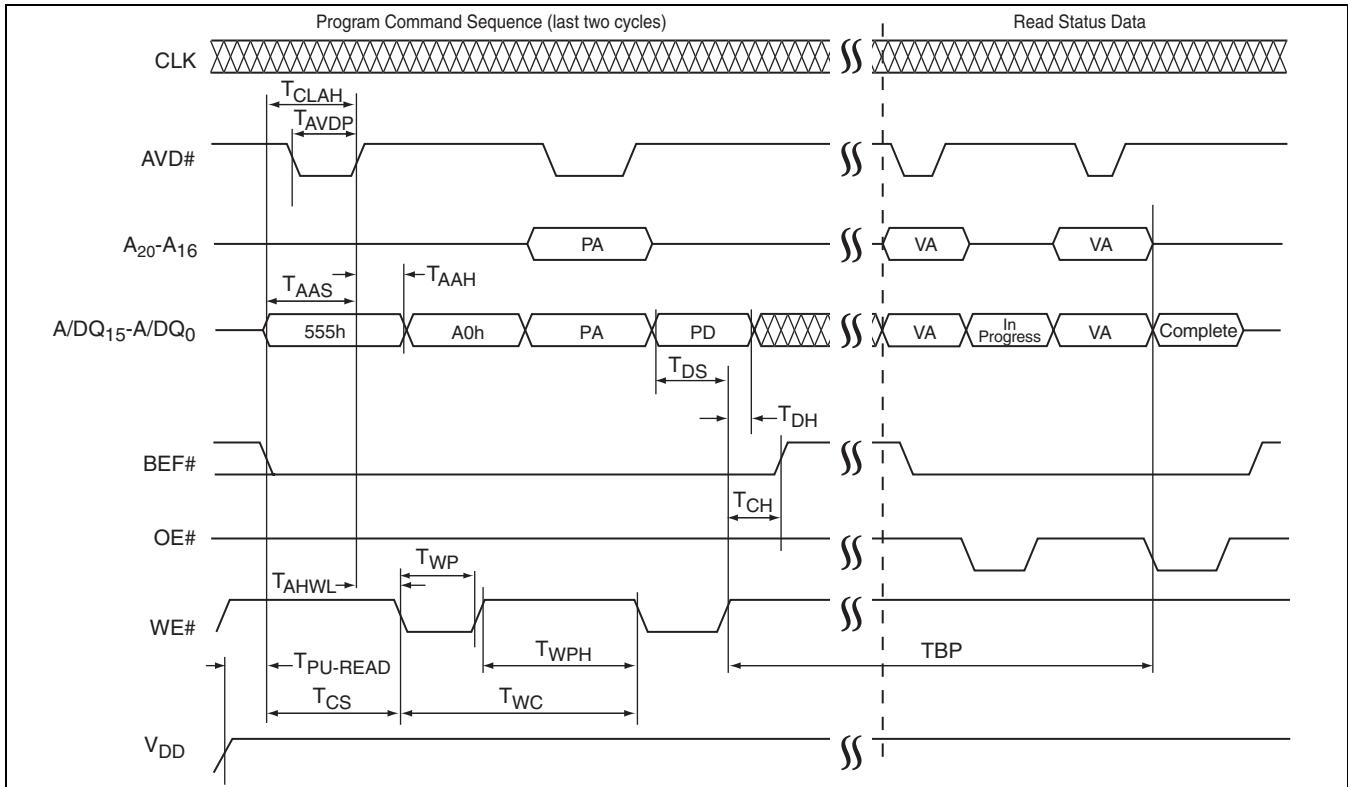 Program Command Sequence (last two cycles) Read Status Data
CLK
TCLAH
TAVDP
AVD#
A20-A16 PA VA VA
TAAS TAAH
A/DQ15-A/DQ0 555h A0h PA PD VA In Progress VA Complete
TDS
TDH
BEF#
TCH
OE#
TWP
TAHWL
WE#
TWPH TBP
TPU-READ
TCS TWC
VDD